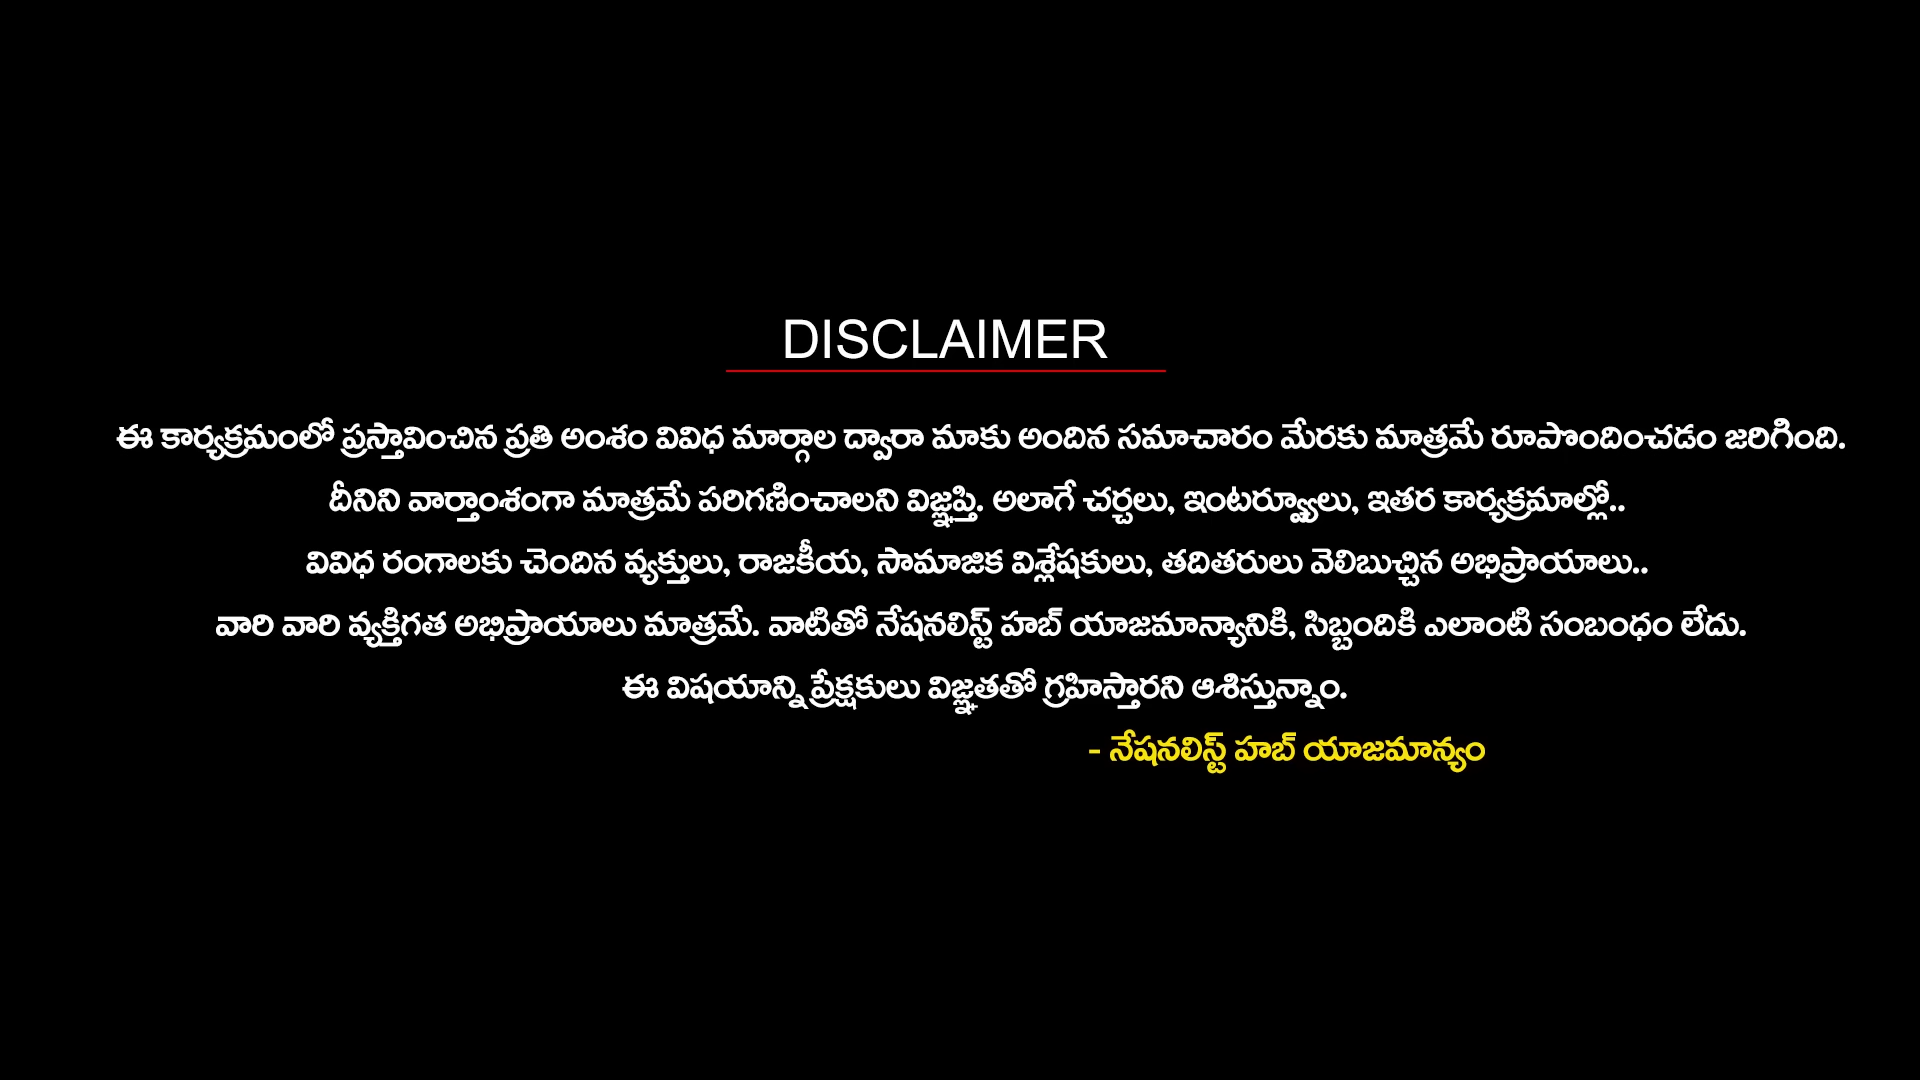 DISCLAIMER
ఈ కార్యక్రమంలో ప్రస్తావించిన ప్రతి అంశం వివిధ మార్గాల ద్వారా మాకు అందిన సమాచారం మేరకు మాత్రమే రూపొందించడం జరిగింది.
దీనిని వార్తాంశంగా మాత్రమే పరిగణించాలని విజ్ఞప్తి. అలాగే చర్చలు, ఇంటర్వ్యూలు, ఇతర కార్యక్రమాల్లో..
వివిధ రంగాలకు చెందిన వ్యక్తులు, రాజకీయ, సామాజిక విశ్లేషకులు, తదితరులు వెలిబుచ్చిన అభిప్రాయాలు..
వారి వారి వ్యక్తిగత అభిప్రాయాలు మాత్రమే. వాటితో నేషనలిస్ట్ హబ్ యాజమాన్యానికి, సిబ్బందికి ఎలాంటి సంబంధం లేదు.
ఈ విషయాన్ని ప్రేక్షకులు విజ్ఞతతో గ్రహిస్తారని ఆశిస్తున్నాం.
- నేషనలిస్ట్ హబ్ యాజమాన్యం